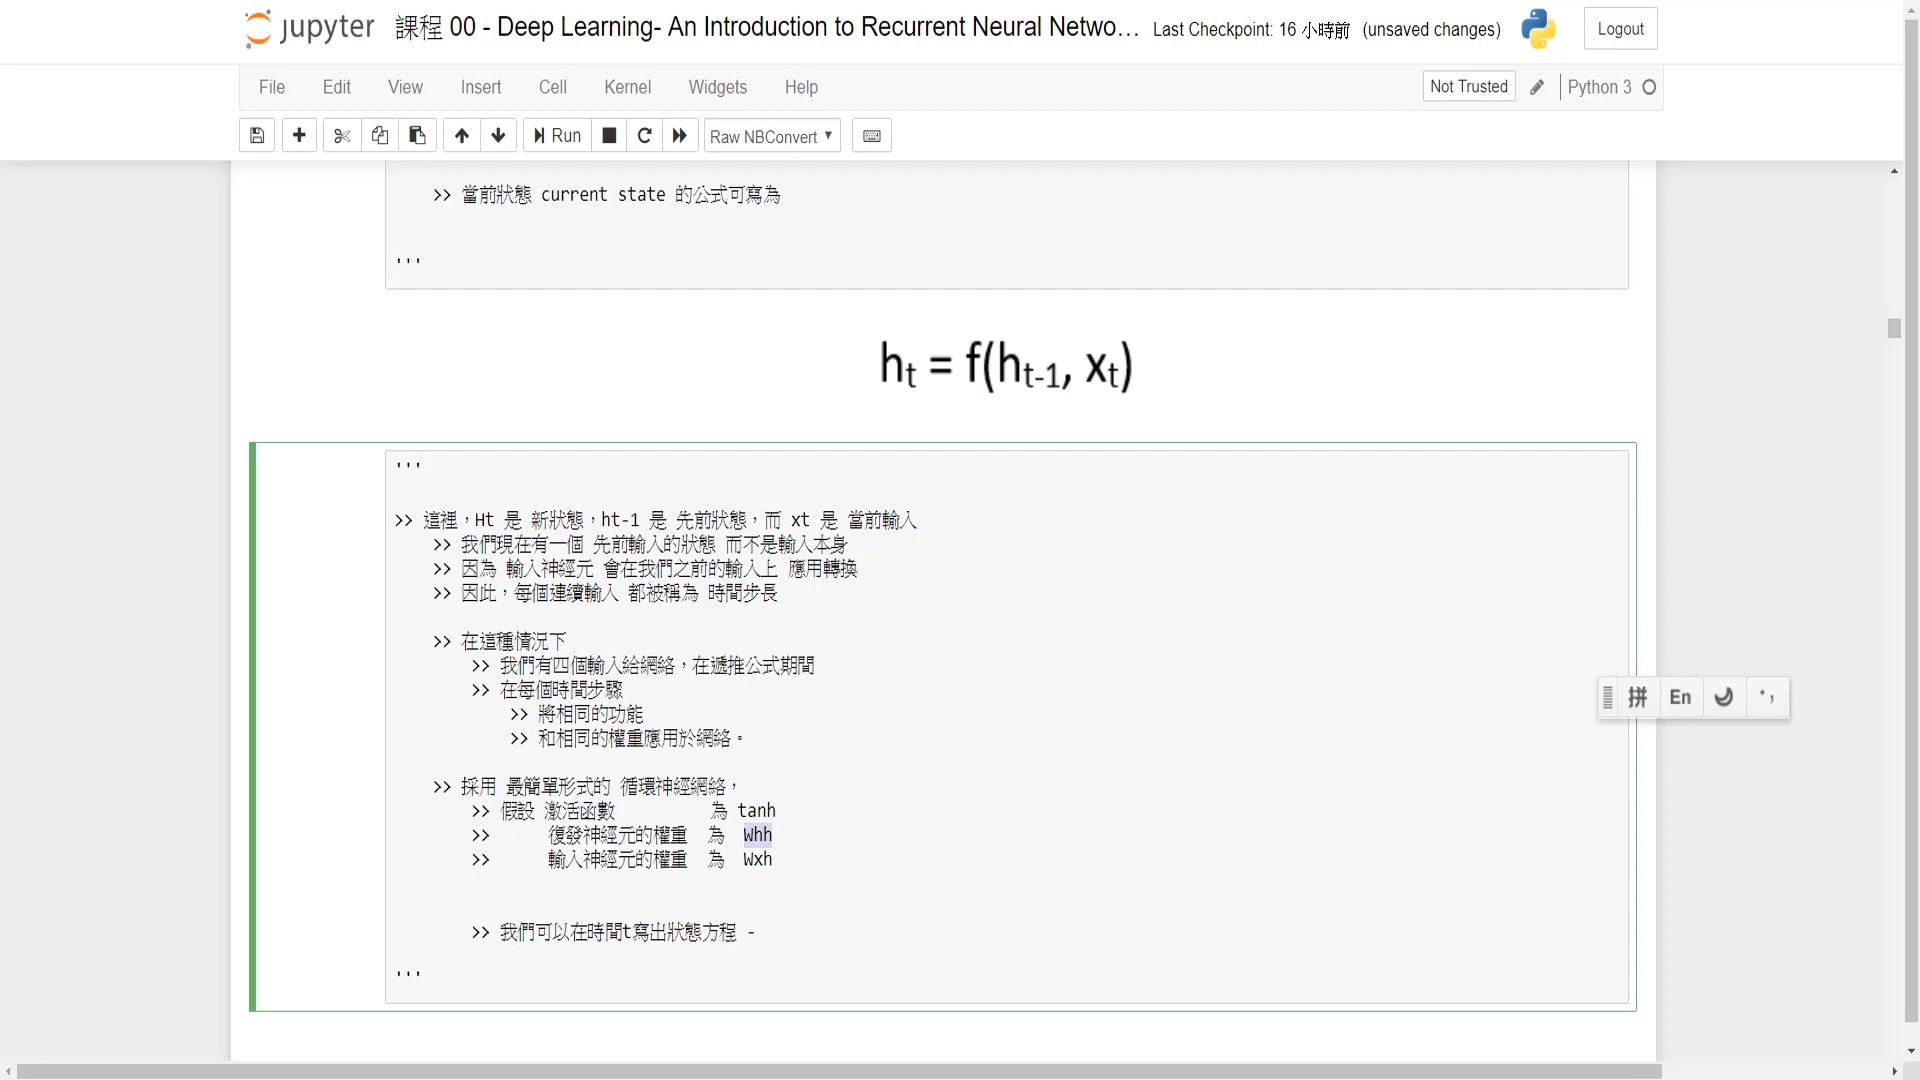 jupyter 課程 00 - Deep Learning- An Introduction to Recurrent Neural Netwo... Last Checkpoint: 16 小時前 (unsaved changes) Logout
File Edit View Insert Cell Kernel Widgets Help Not Trusted Python 3
Run Raw NBConvert
>> 當前狀態 current state 的公式可寫為
'''
ht = f(ht-1, xt)
'''
>> 這裡，Ht 是 新狀態，ht-1 是 先前狀態，而 xt 是 當前輸入
>> 我們現在有一個 先前輸入的狀態 而不是輸入本身
>> 因為 輸入神經元 會在我們之前的輸入上 應用轉換
>> 因此，每個連續輸入 都被稱為 時間步長
>> 在這種情況下
>> 我們有四個輸入給網絡，在遞推公式期間
>> 在每個時間步驟
>> 將相同的功能
>> 和相同的權重應用於網絡。
>> 採用 最簡單形式的 循環神經網絡，
>> 假設 激活函數 為 tanh
>> 復發神經元的權重 為 Whh
>> 輸入神經元的權重 為 Wxh
>> 我們可以在時間t寫出狀態方程 -
'''
拼 En